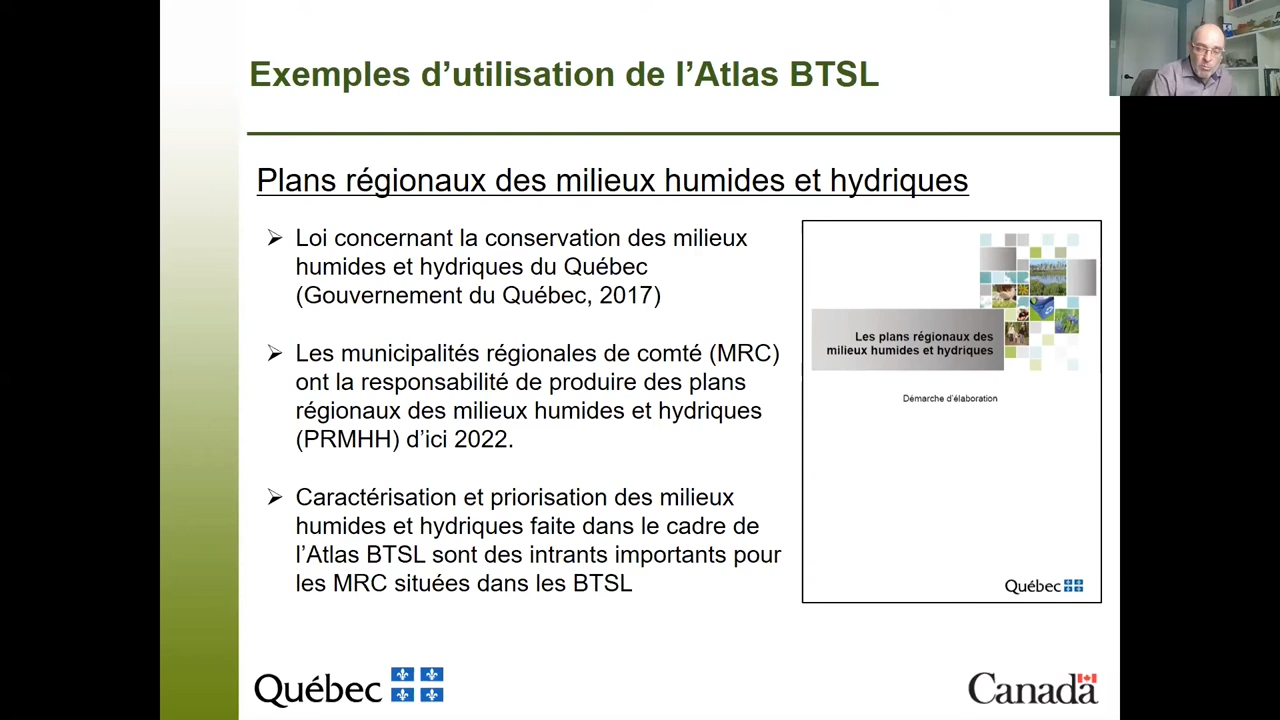 Exemples d’utilisation de l’Atlas BTSL
Plans régionaux des milieux humides et hydriques
Loi concernant la conservation des milieux
humides et hydriques du Québec
(Gouvernement du Québec, 2017)
Les municipalités régionales de comté (MRC)
ont la responsabilité de produire des plans
régionaux des milieux humides et hydriques
(PRMHH) d’ici 2022.
Caractérisation et priorisation des milieux
humides et hydriques faite dans le cadre de
l’Atlas BTSL sont des intrants importants pour
les MRC situées dans les BTSL
Les plans régionaux des
milieux humides et hydriques
Démarche d’élaboration
Québec
Québec
Canada